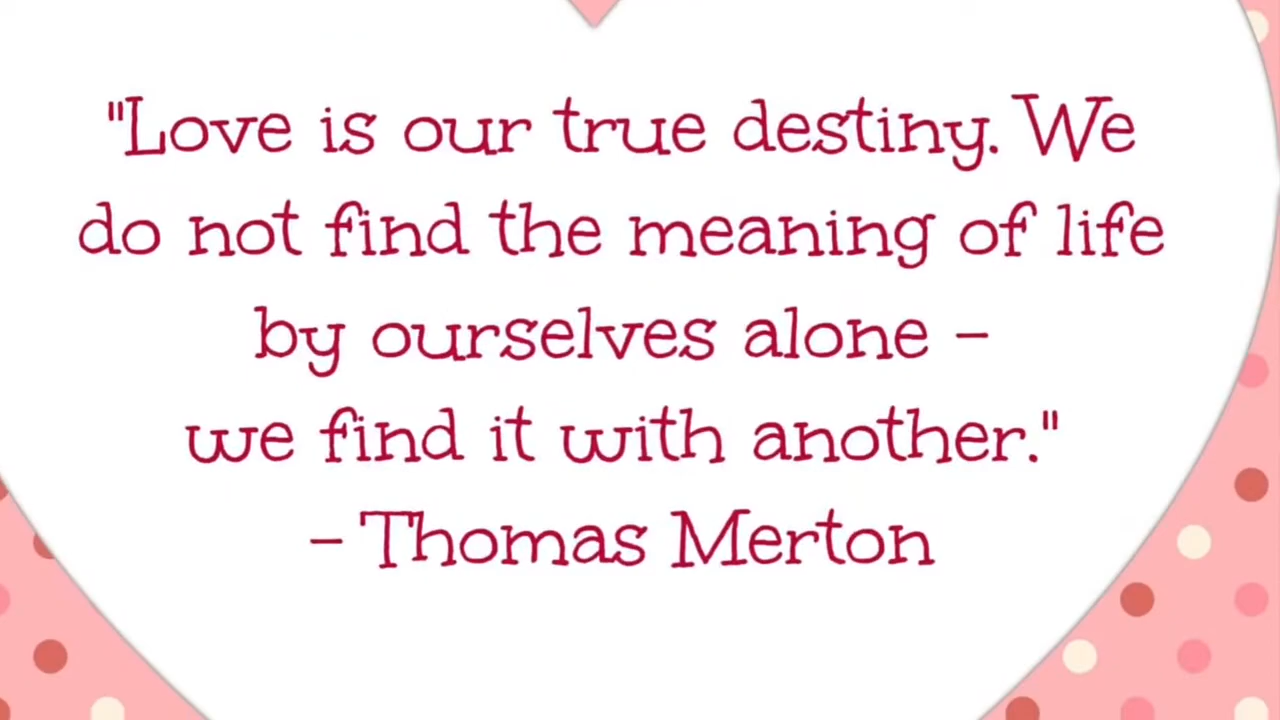 "Love is our true destiny. We
do not find the meaning of life
by ourselves alone -
we find it with another."
- Thomas Merton